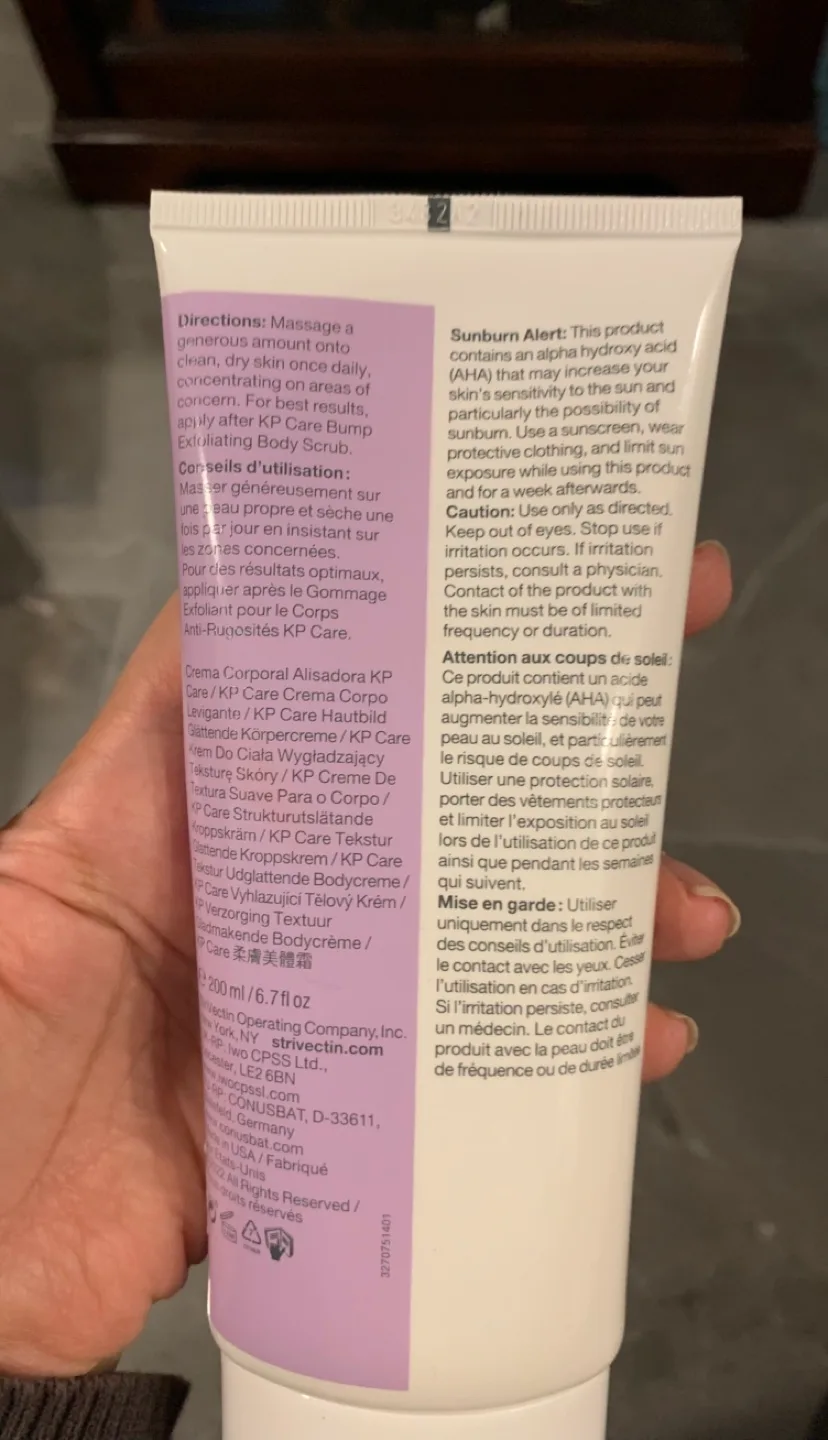 Directions: Massage a
generous amount onto
clean, dry skin once daily,
concentrating on areas of
concern. For best results,
apply after KP Care Bump
Exfoliating Body Scrub.
Conseils d'utilisation:
Masser généreusement sur
une peau propre et sèche une
fois par jour en insistant sur
les zones concernées.
Pour des résultats optimaux,
appliquer après le Gommage
Exfoliant pour le Corps
Anti-Rugosités KP Care.
Crema Corporal Alisadora KP
Care / KP Care Crema Corpo
Levigante / KP Care Hautbild
Glättende Körpercreme / KP Care
Krem Do Ciała Wygładzający
Teksturę Skóry / KP Creme De
Textura Suave Para o Corpo /
KP Care Strukturutslätande
Kroppskräm / KP Care Tekstur
Glattende Kroppskrem / KP Care
Tekstur Udglattende Bodycreme /
KP Care Vyhlazující Tělový Krém /
KP Verzorging Textuur
Gladmakende Bodycrème /
KP Care 柔膚美體霜
℮ 200 ml / 6.7 fl oz
StriVectin Operating Company, Inc.
New York, NY strivectin.com
UK-RP: Iwo CPSS Ltd.,
LE2 6BN
www.iwocpssl.com
CONUSBAT, D-33611,
Germany
conusbat.com
in USA / Fabriqué
États-Unis
2022 All Rights Reserved /
droits réservés
3270751401
Sunburn Alert: This product
contains an alpha hydroxy acid
(AHA) that may increase your
skin's sensitivity to the sun and
particularly the possibility of
sunburn. Use a sunscreen, wear
protective clothing, and limit sun
exposure while using this product
and for a week afterwards.
Caution: Use only as directed.
Keep out of eyes. Stop use if
irritation occurs. If irritation
persists, consult a physician.
Contact of the product with
the skin must be of limited
frequency or duration.
Attention aux coups de soleil:
Ce produit contient un acide
alpha-hydroxylé (AHA) qui peut
augmenter la sensibilité de votre
peau au soleil, et particulièrement
le risque de coups de soleil.
Utiliser une protection solaire,
porter des vêtements protecteurs
et limiter l'exposition au soleil
lors de l'utilisation de ce produit
ainsi que pendant les semaines
qui suivent.
Mise en garde: Utiliser
uniquement dans le respect
des conseils d'utilisation. Éviter
le contact avec les yeux. Cesser
l'utilisation en cas d'irritation.
Si l'irritation persiste, consulter
un médecin. Le contact du
produit avec la peau doit être
de fréquence ou de durée limitée